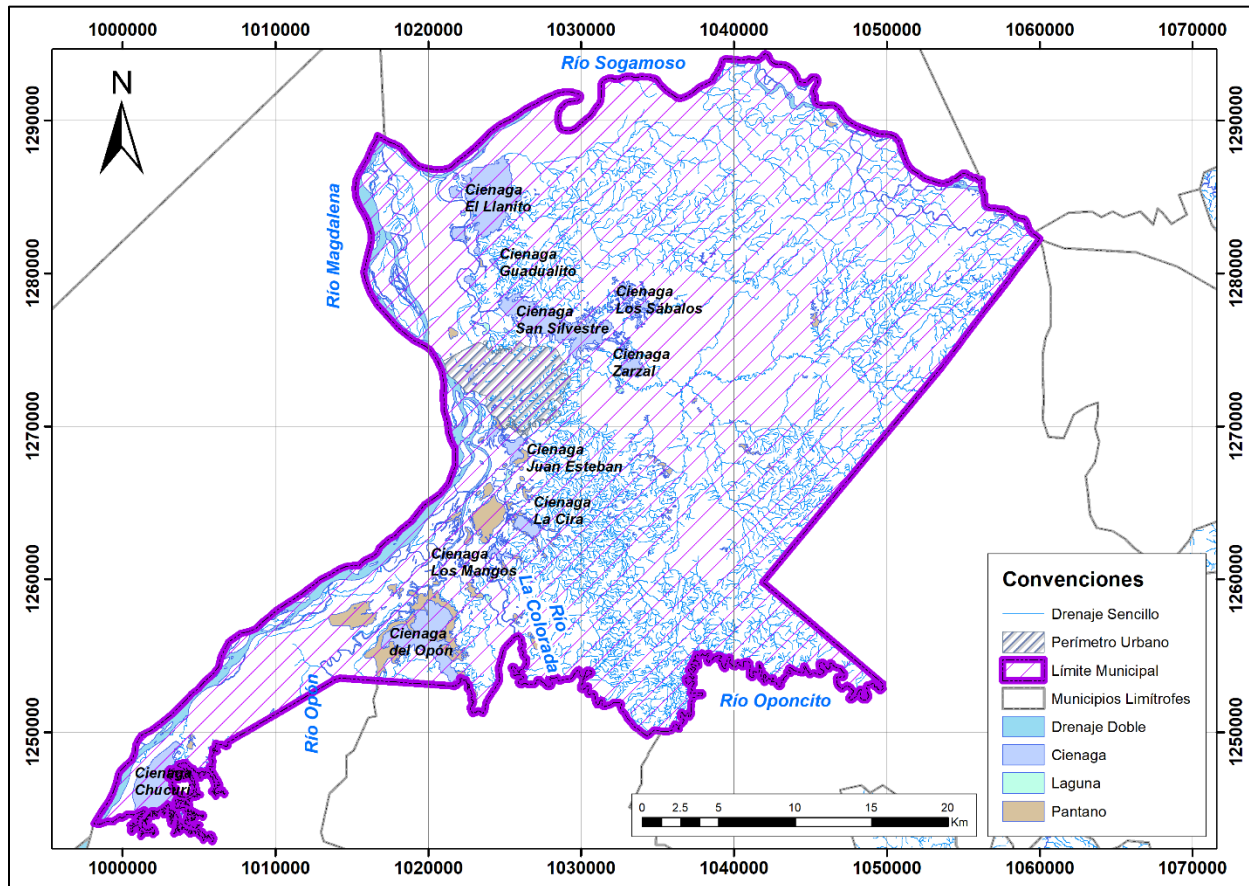 1000000 1010000 1020000 1030000 1040000 1050000 1060000 1070000
Río Sogamoso
N
1290000
1290000
Río Magdalena
Cienaga
El Llanito
Cienaga
Guadualito
1280000
1280000
Cienaga
Los Sábalos
Cienaga
San Silvestre
Cienaga
Zarzal
1270000
1270000
Cienaga
Juan Esteban
Cienaga
La Cira
Cienaga
Los Mangos
Río
La Colorada
1260000
1260000
Cienaga
del Opón
Río Opón
Río Oponcito
1250000
1250000
Cienaga
Chucuri
Convenciones
Drenaje Sencillo
Perímetro Urbano
Límite Municipal
Municipios Limítrofes
Drenaje Doble
Cienaga
Laguna
Pantano
0 2.5 5 10 15 20
Km
1000000 1010000 1020000 1030000 1040000 1050000 1060000 1070000